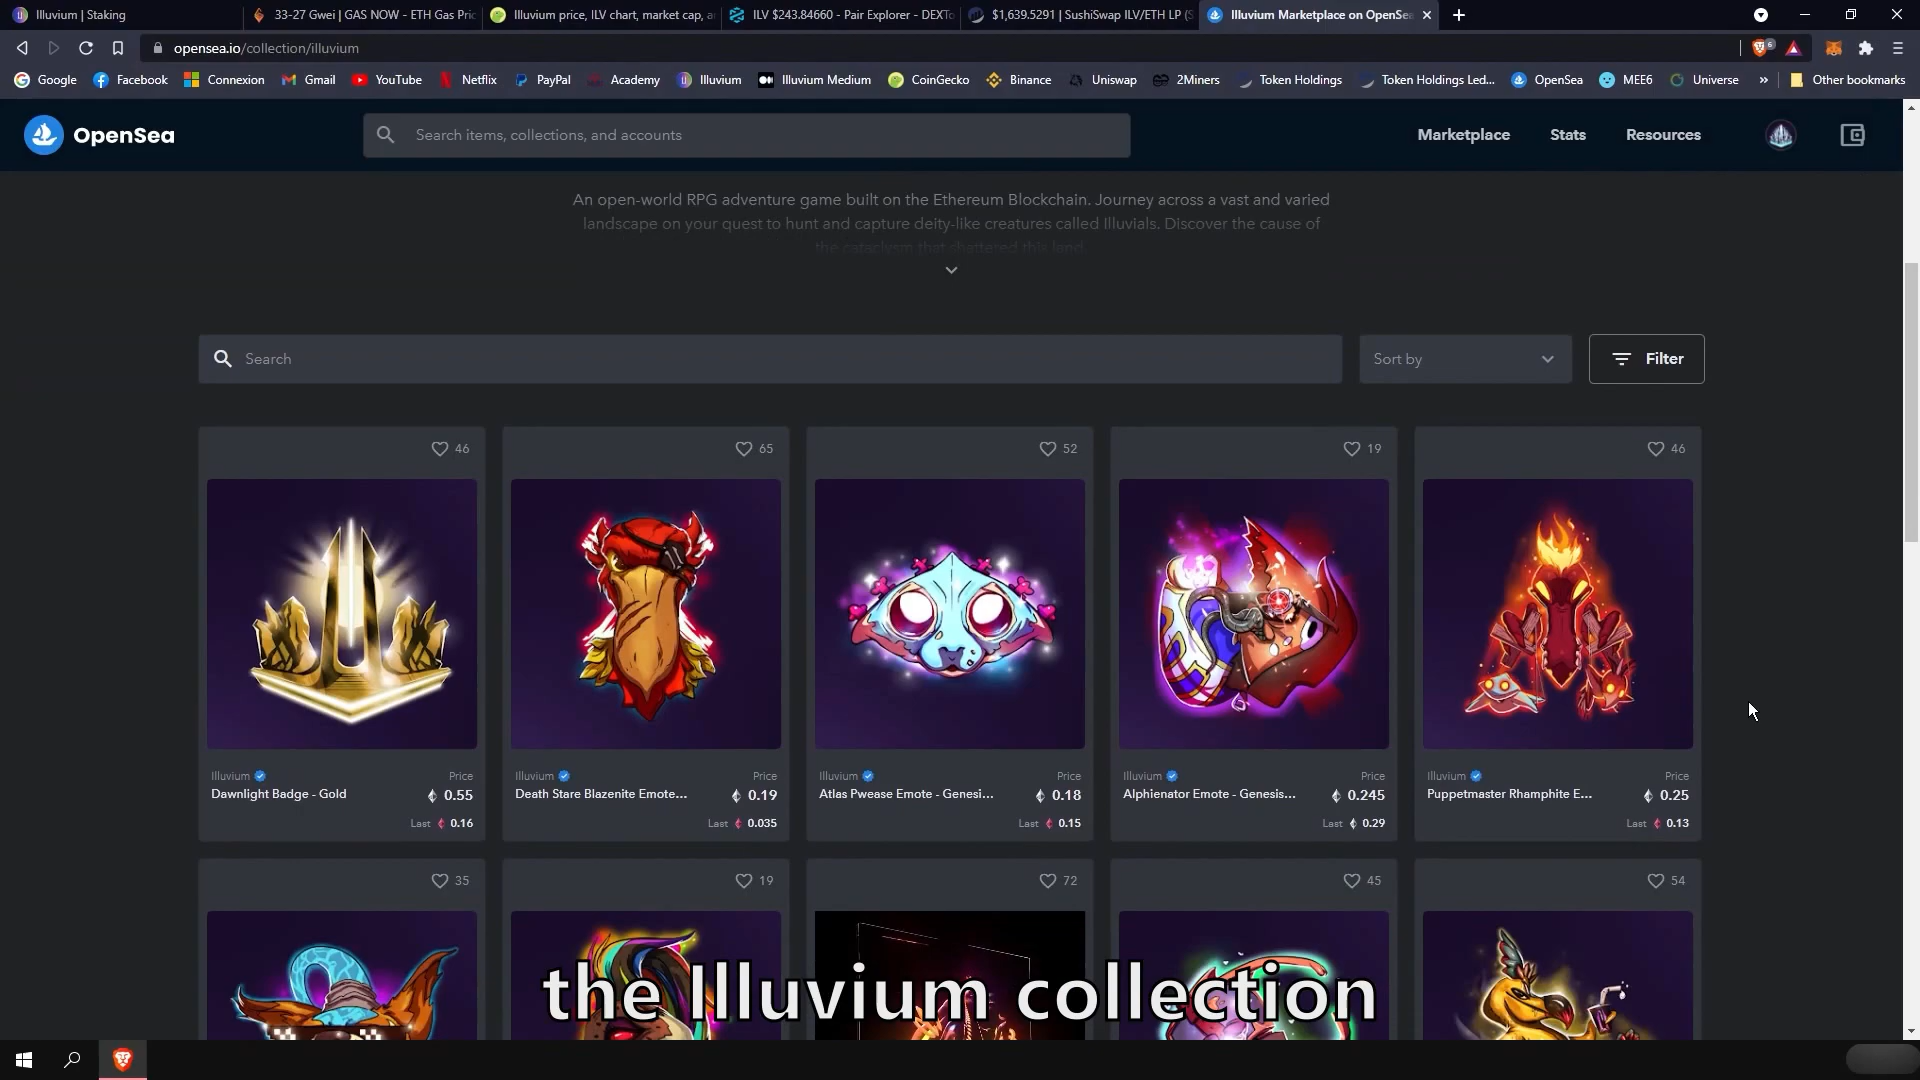 Illuvium | Staking
33-27 Gwei | GAS NOW - ETH Gas Pric
Illuvium price, ILV chart, market cap, a
ILV $243.84660 - Pair Explorer - DEXTo
$1,639.5291 | SushiSwap ILV/ETH LP (S
Illuvium Marketplace on OpenSea
opensea.io/collection/illuvium
6
Google
Facebook
Connexion
Gmail
YouTube
Netflix
PayPal
Academy
Illuvium
Illuvium Medium
CoinGecko
Binance
Uniswap
2Miners
Token Holdings
Token Holdings Led...
OpenSea
MEE6
Universe
»
Other bookmarks
OpenSea
Search items, collections, and accounts
Marketplace
Stats
Resources
An open-world RPG adventure game built on the Ethereum Blockchain. Journey across a vast and varied
landscape on your quest to hunt and capture deity-like creatures called Illuvials. Discover the cause of
the cataclysm that shattered this land.
Search
Sort by
Filter
46
65
52
19
46
Illuvium
Price
Dawnlight Badge - Gold
0.55
Last 0.16
Illuvium
Price
Death Stare Blazenite Emote...
0.19
Last 0.035
Illuvium
Price
Atlas Pwease Emote - Genesi...
0.18
Last 0.15
Illuvium
Price
Alphienator Emote - Genesis...
0.245
Last 0.29
Illuvium
Price
Puppetmaster Rhamphite E...
0.25
Last 0.13
35
19
72
45
54
the Illuvium collection